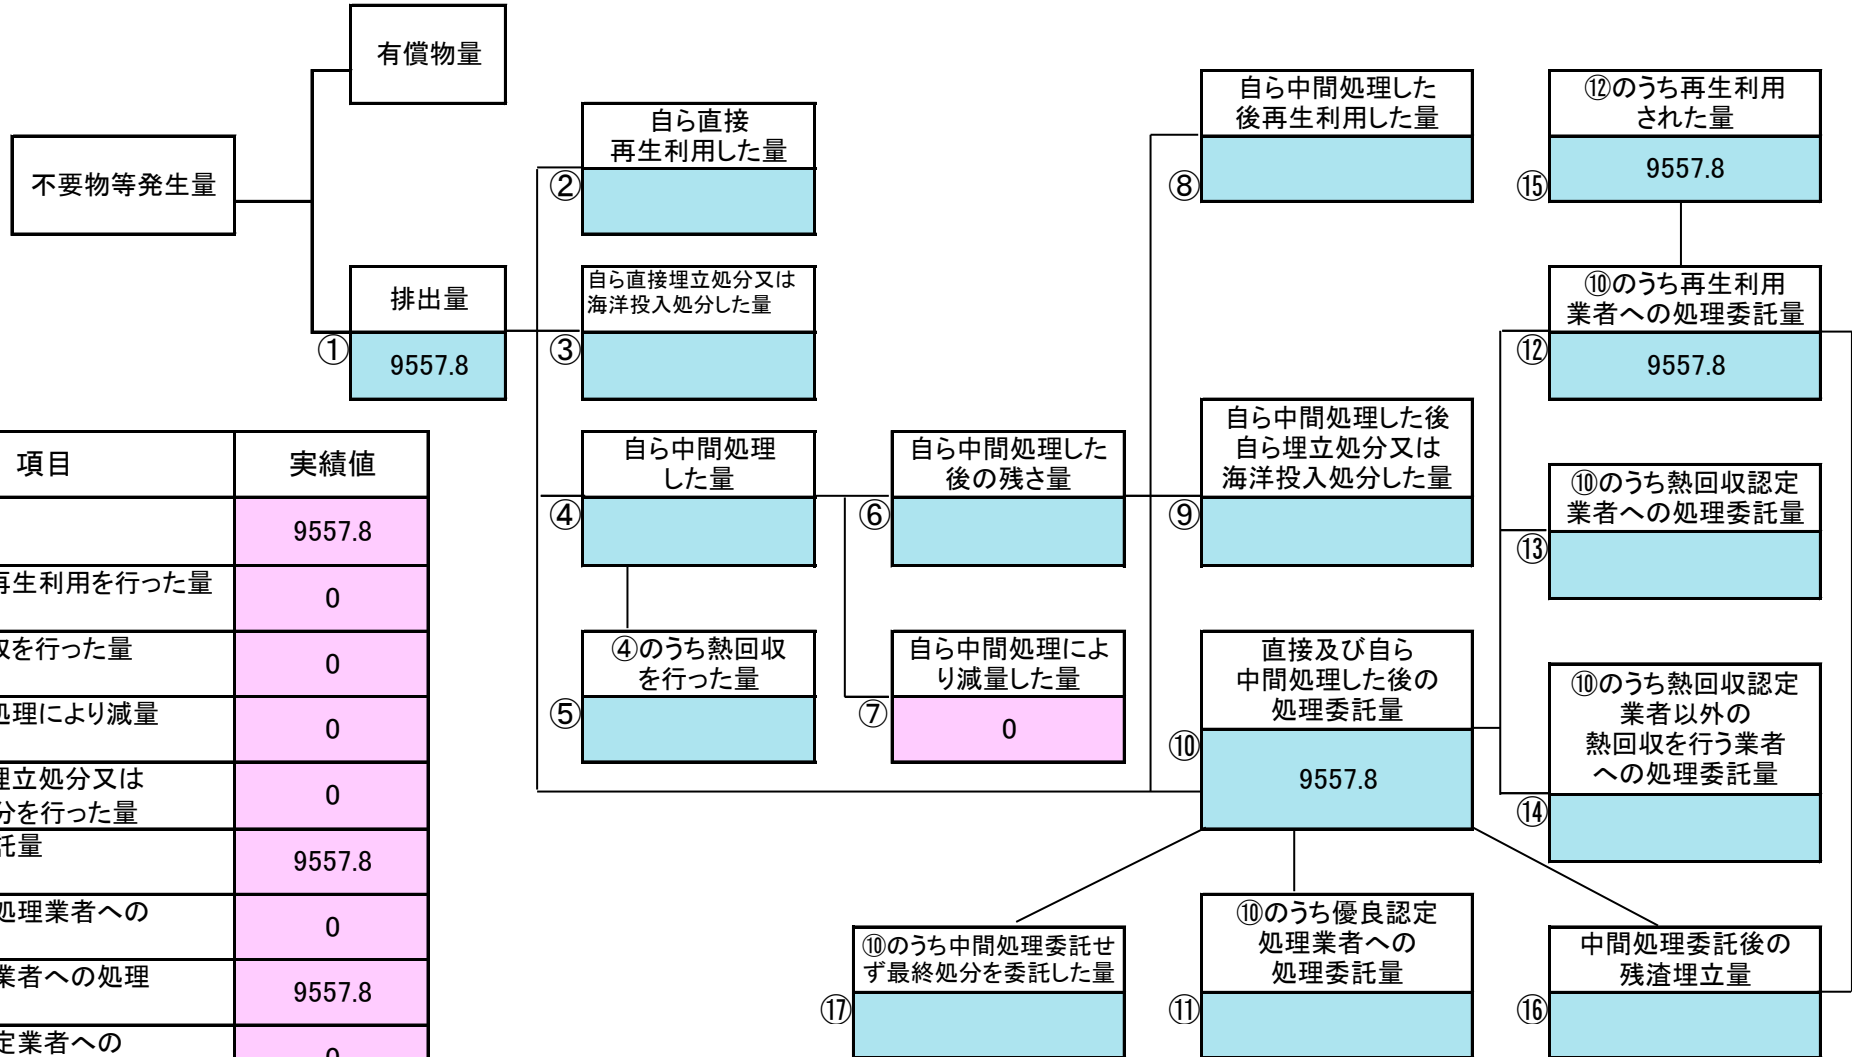 有償物量
不要物等発生量
排出量
①
9557.8
自ら直接
再生利用した量
②
自ら直接埋立処分又は
海洋投入処分した量
③
自ら中間処理
した量
④
④のうち熱回収
を行った量
⑤
自ら中間処理した
後の残さ量
⑥
自ら中間処理によ
り減量した量
⑦
0
自ら中間処理した
後再生利用した量
⑧
自ら中間処理した後
自ら埋立処分又は
海洋投入処分した量
⑨
直接及び自ら
中間処理した後の
処理委託量
⑩
9557.8
⑫のうち再生利用
された量
⑮
9557.8
⑩のうち再生利用
業者への処理委託量
⑫
9557.8
⑩のうち熱回収認定
業者への処理委託量
⑬
⑩のうち熱回収認定
業者以外の
熱回収を行う業者
への処理委託量
⑭
⑩のうち中間処理委託せ
ず最終処分を委託した量
⑰
⑩のうち優良認定
処理業者への
処理委託量
⑪
中間処理委託後の
残渣埋立量
⑯
項目 実績値
9557.8
再生利用を行った量 0
を行った量 0
処理により減量 0
埋立処分又は
分を行った量 0
託量 9557.8
処理業者への 0
業者への処理 9557.8
定業者への 0